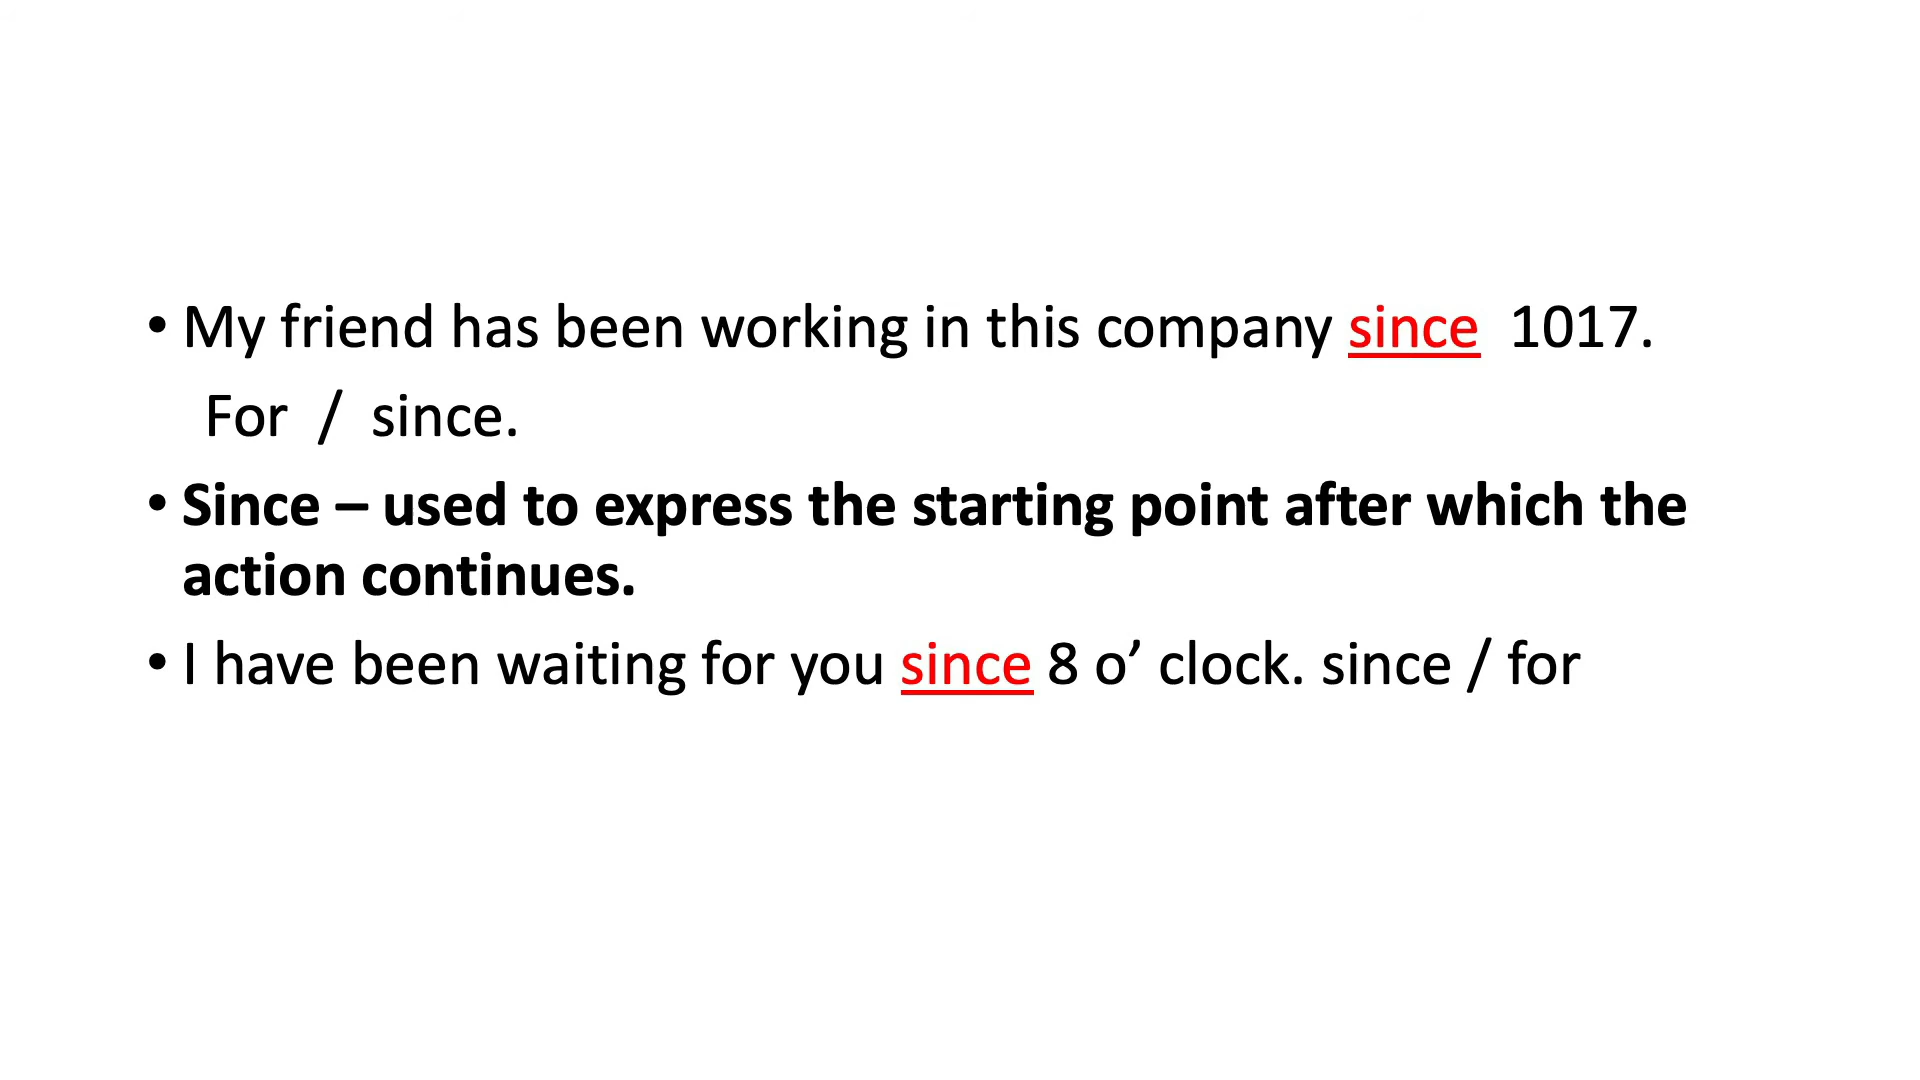 • My friend has been working in this company since 1017.
For / since.
• Since – used to express the starting point after which the
action continues.
• I have been waiting for you since 8 o’ clock. since / for